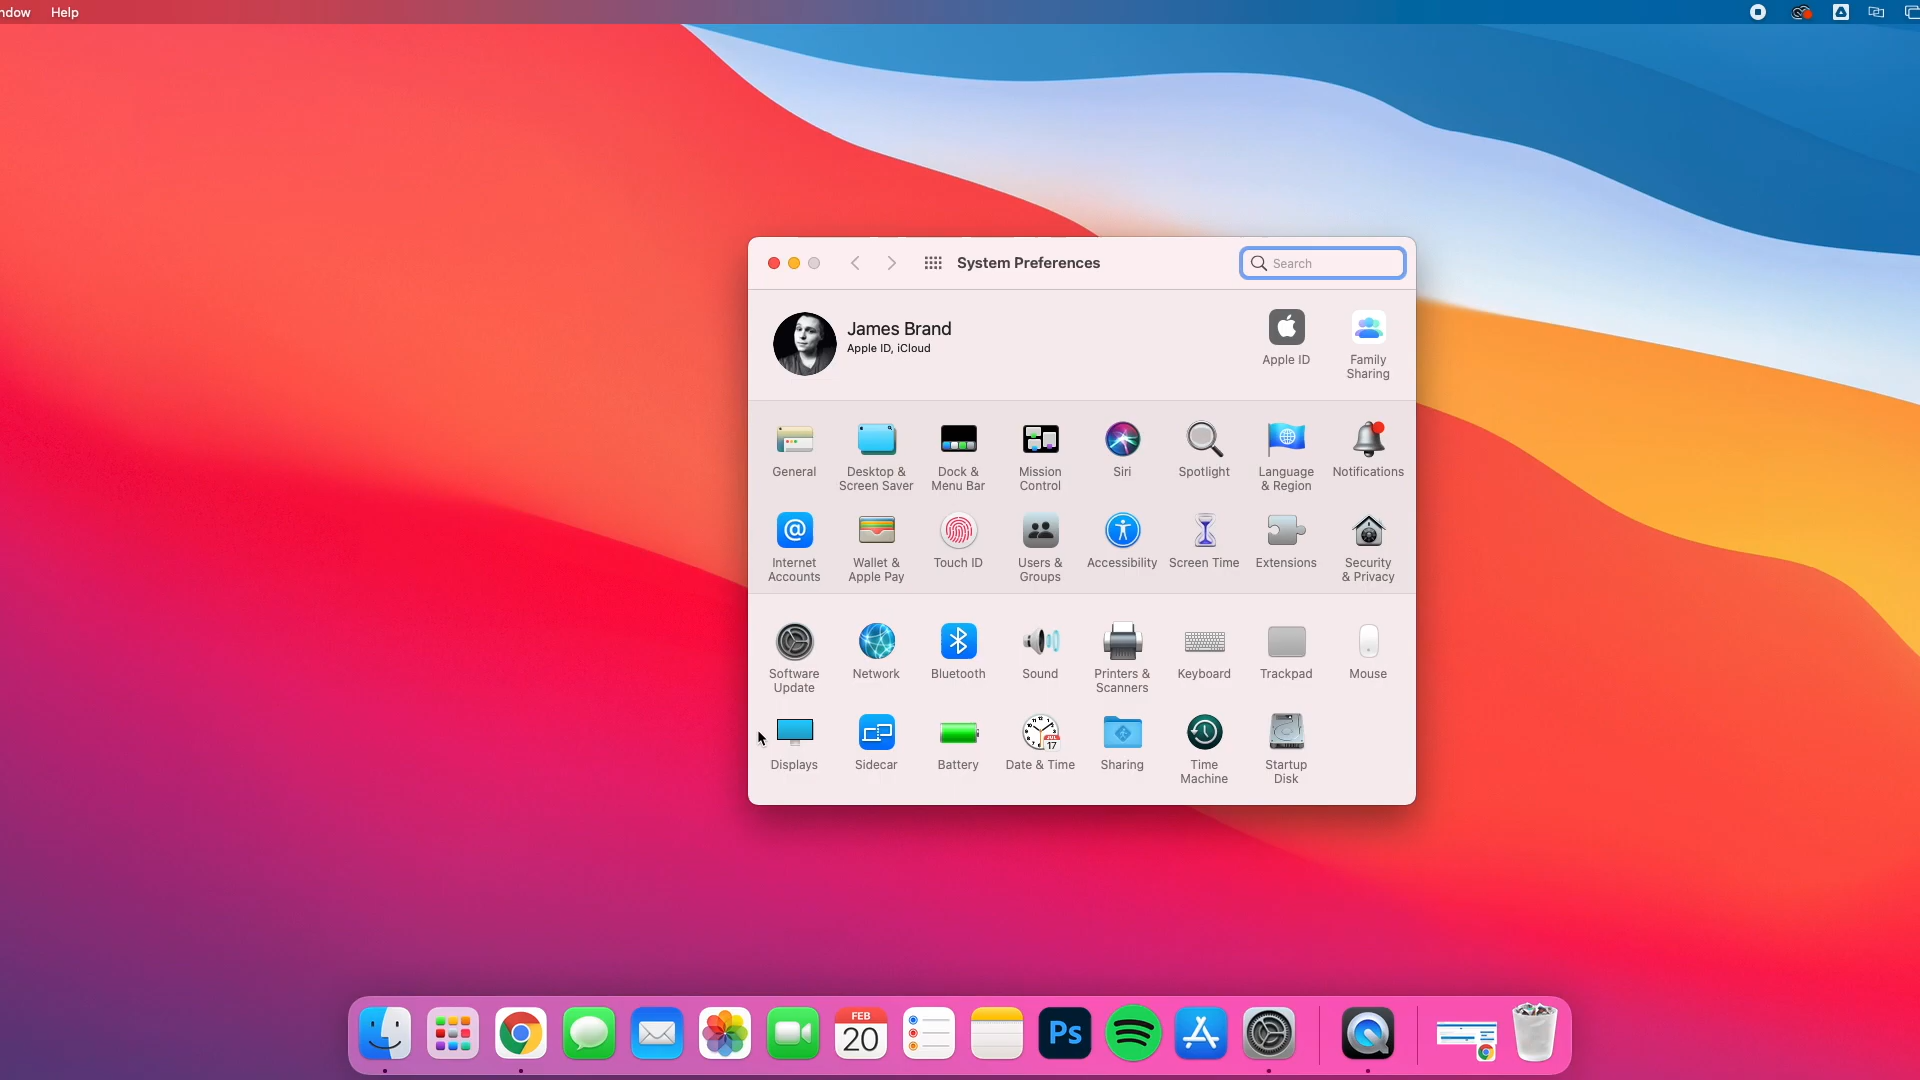 ndow Help
System Preferences
Search
James Brand
Apple ID, iCloud
Apple ID
Family
Sharing
General
Desktop &
Screen Saver
Dock &
Menu Bar
Mission
Control
Siri
Spotlight
Language
& Region
Notifications
Internet
Accounts
Wallet &
Apple Pay
Touch ID
Users &
Groups
Accessibility
Screen Time
Extensions
Security
& Privacy
Software
Update
Network
Bluetooth
Sound
Printers &
Scanners
Keyboard
Trackpad
Mouse
Displays
Sidecar
Battery
JUL
17
Date & Time
Sharing
Time
Machine
Startup
Disk
FEB
20
Ps